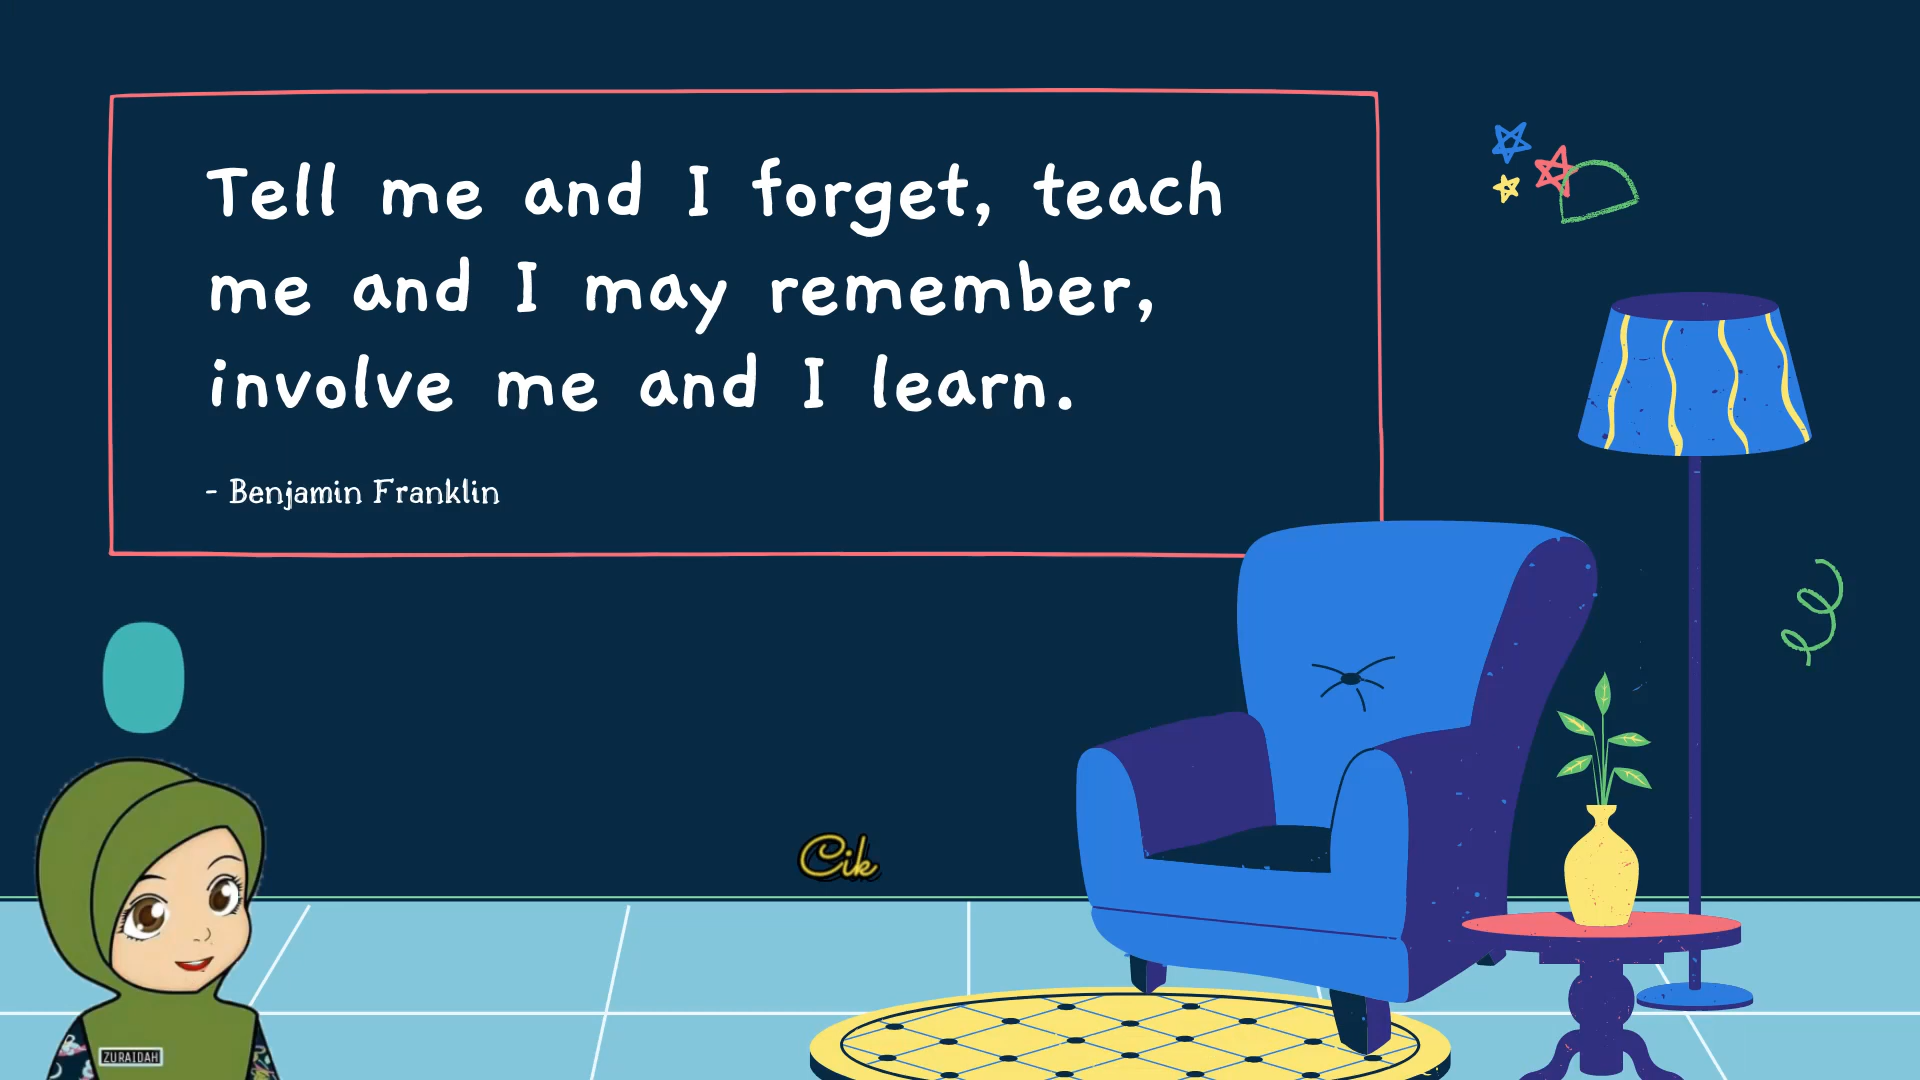 Tell me and I forget, teach
me and I may remember,
involve me and I learn.
- Benjamin Franklin
Cik
ZURAIDAH